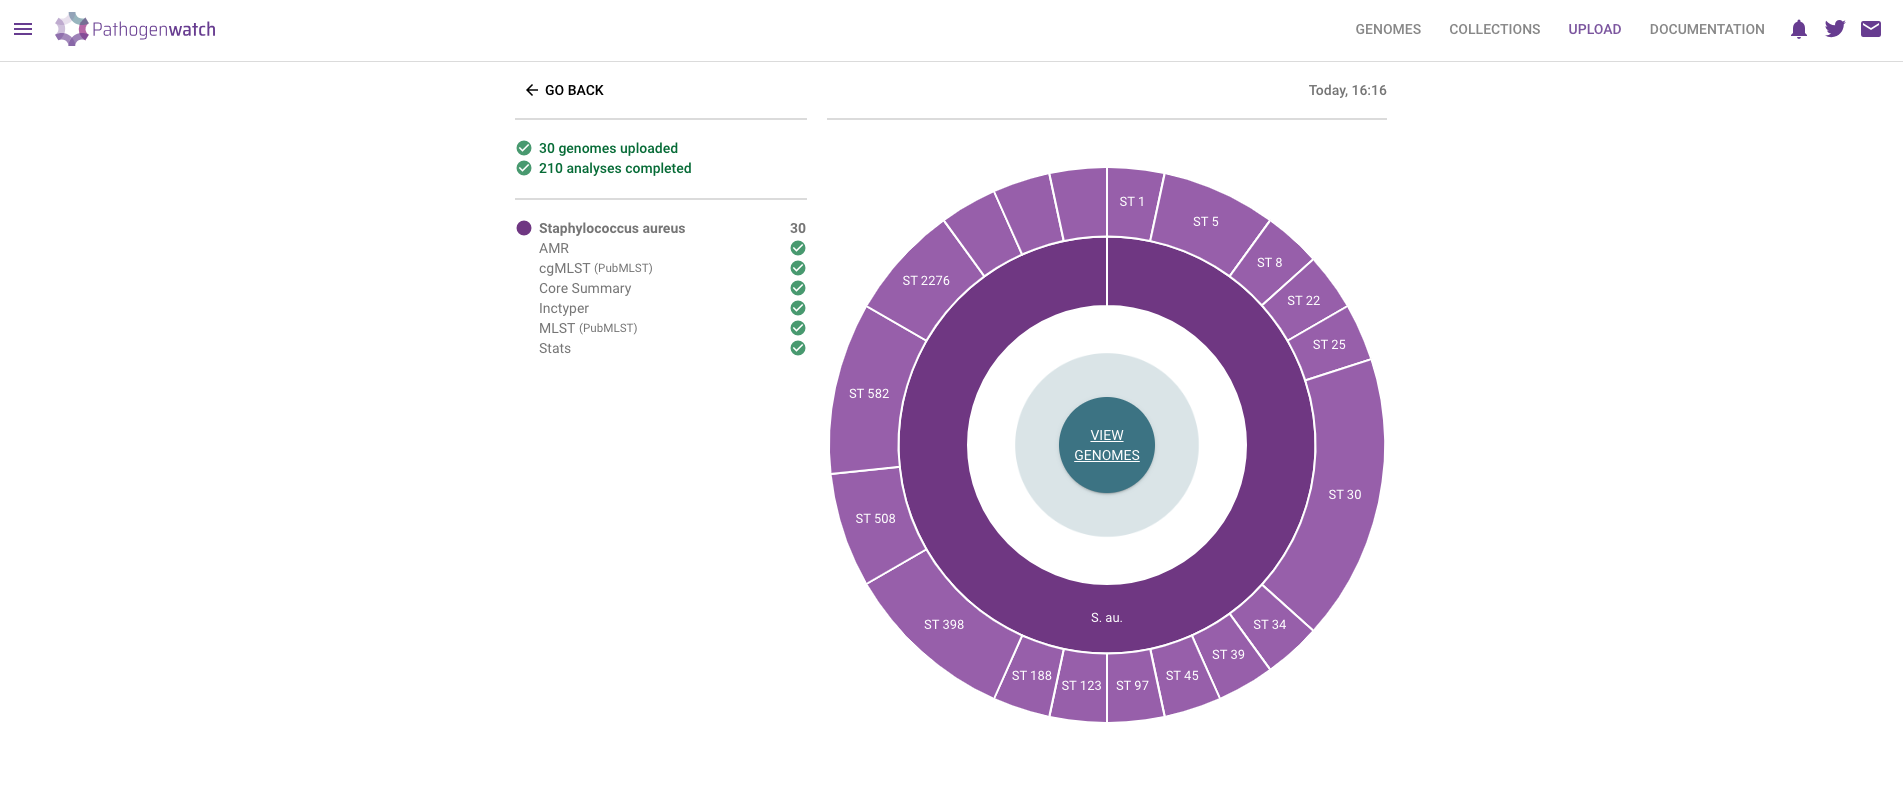 Pathogenwatch
GENOMES COLLECTIONS UPLOAD DOCUMENTATION
GO BACK
Today, 16:16
30 genomes uploaded
210 analyses completed
Staphylococcus aureus 30
AMR
cgMLST (PubMLST)
Core Summary
Inctyper
MLST (PubMLST)
Stats
ST 1
ST 5
ST 8
ST 22
ST 25
ST 30
ST 34
ST 39
ST 45
ST 97
ST 123
ST 188
ST 398
ST 508
ST 582
ST 2276
S. au.
VIEW
GENOMES